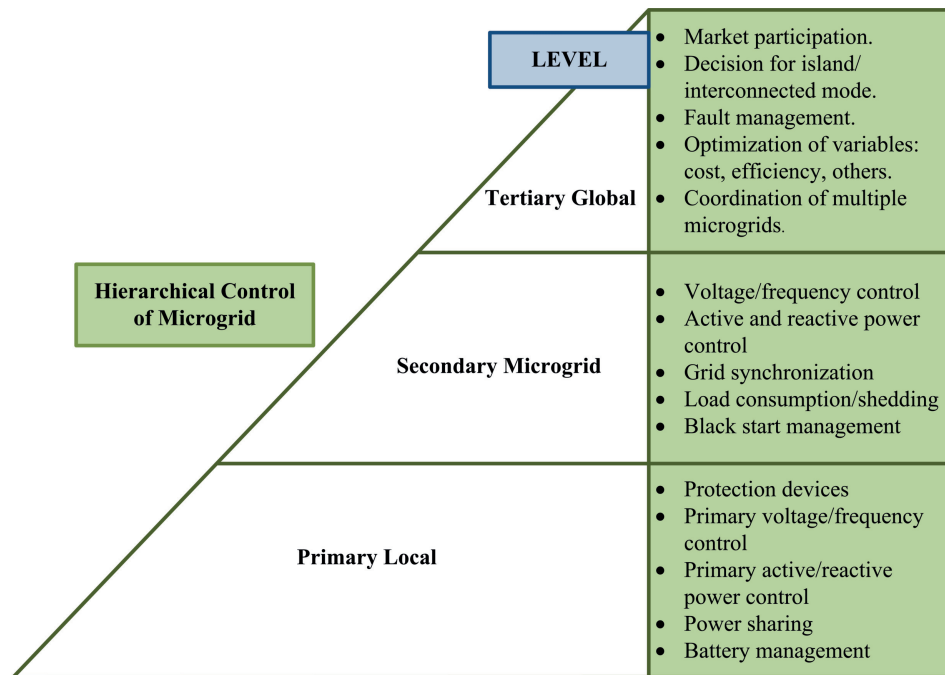 LEVEL
• Market participation.
• Decision for island/
interconnected mode.
• Fault management.
• Optimization of variables:
cost, efficiency, others.
• Coordination of multiple
microgrids.
Tertiary Global
Hierarchical Control
of Microgrid
• Voltage/frequency control
• Active and reactive power
control
• Grid synchronization
• Load consumption/shedding
• Black start management
Secondary Microgrid
• Protection devices
• Primary voltage/frequency
control
• Primary active/reactive
power control
• Power sharing
• Battery management
Primary Local